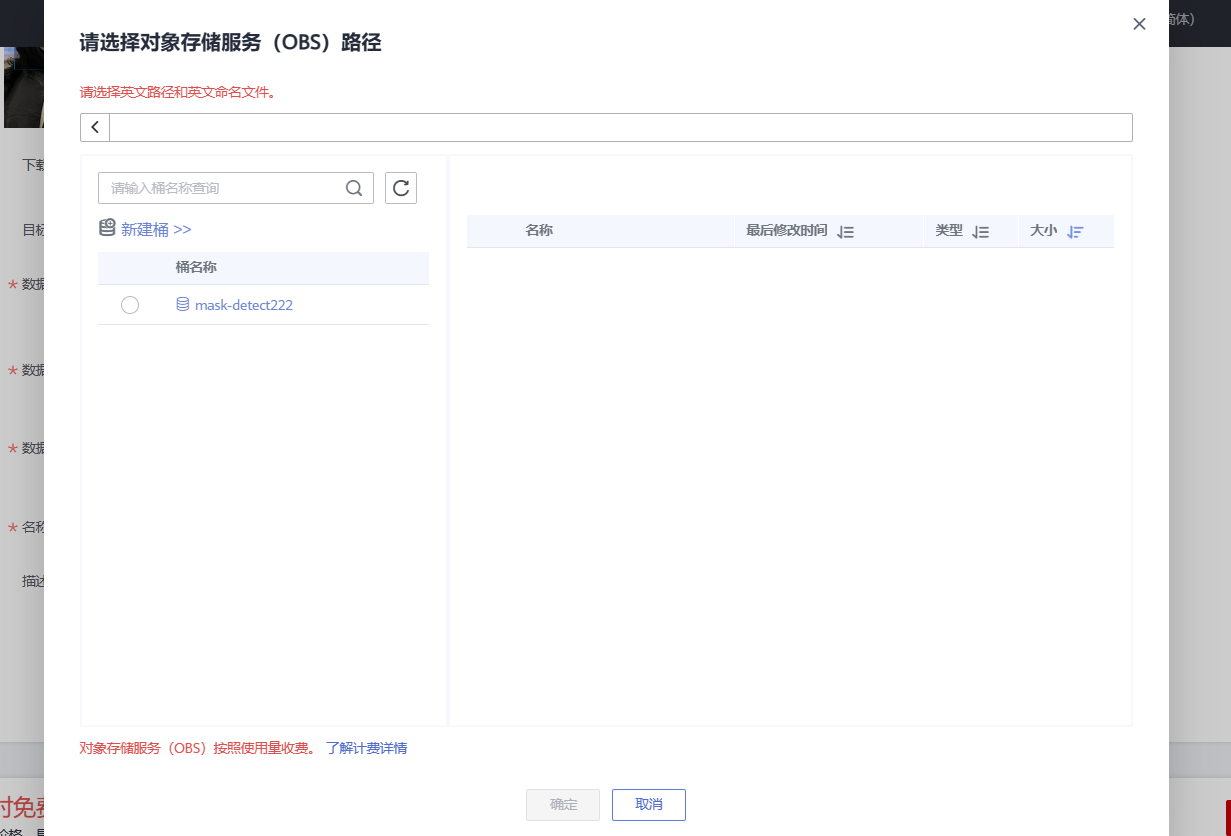 简体）
请选择对象存储服务（OBS）路径
请选择英文路径和英文命名文件。
请输入桶名称查询
新建桶 >>
桶名称
mask-detect222
名称 最后修改时间 类型 大小
下载
目标
* 数据
* 数据
* 数据
* 名称
描述
对象存储服务（OBS）按照使用量收费。 了解计费详情
确定 取消
时免费